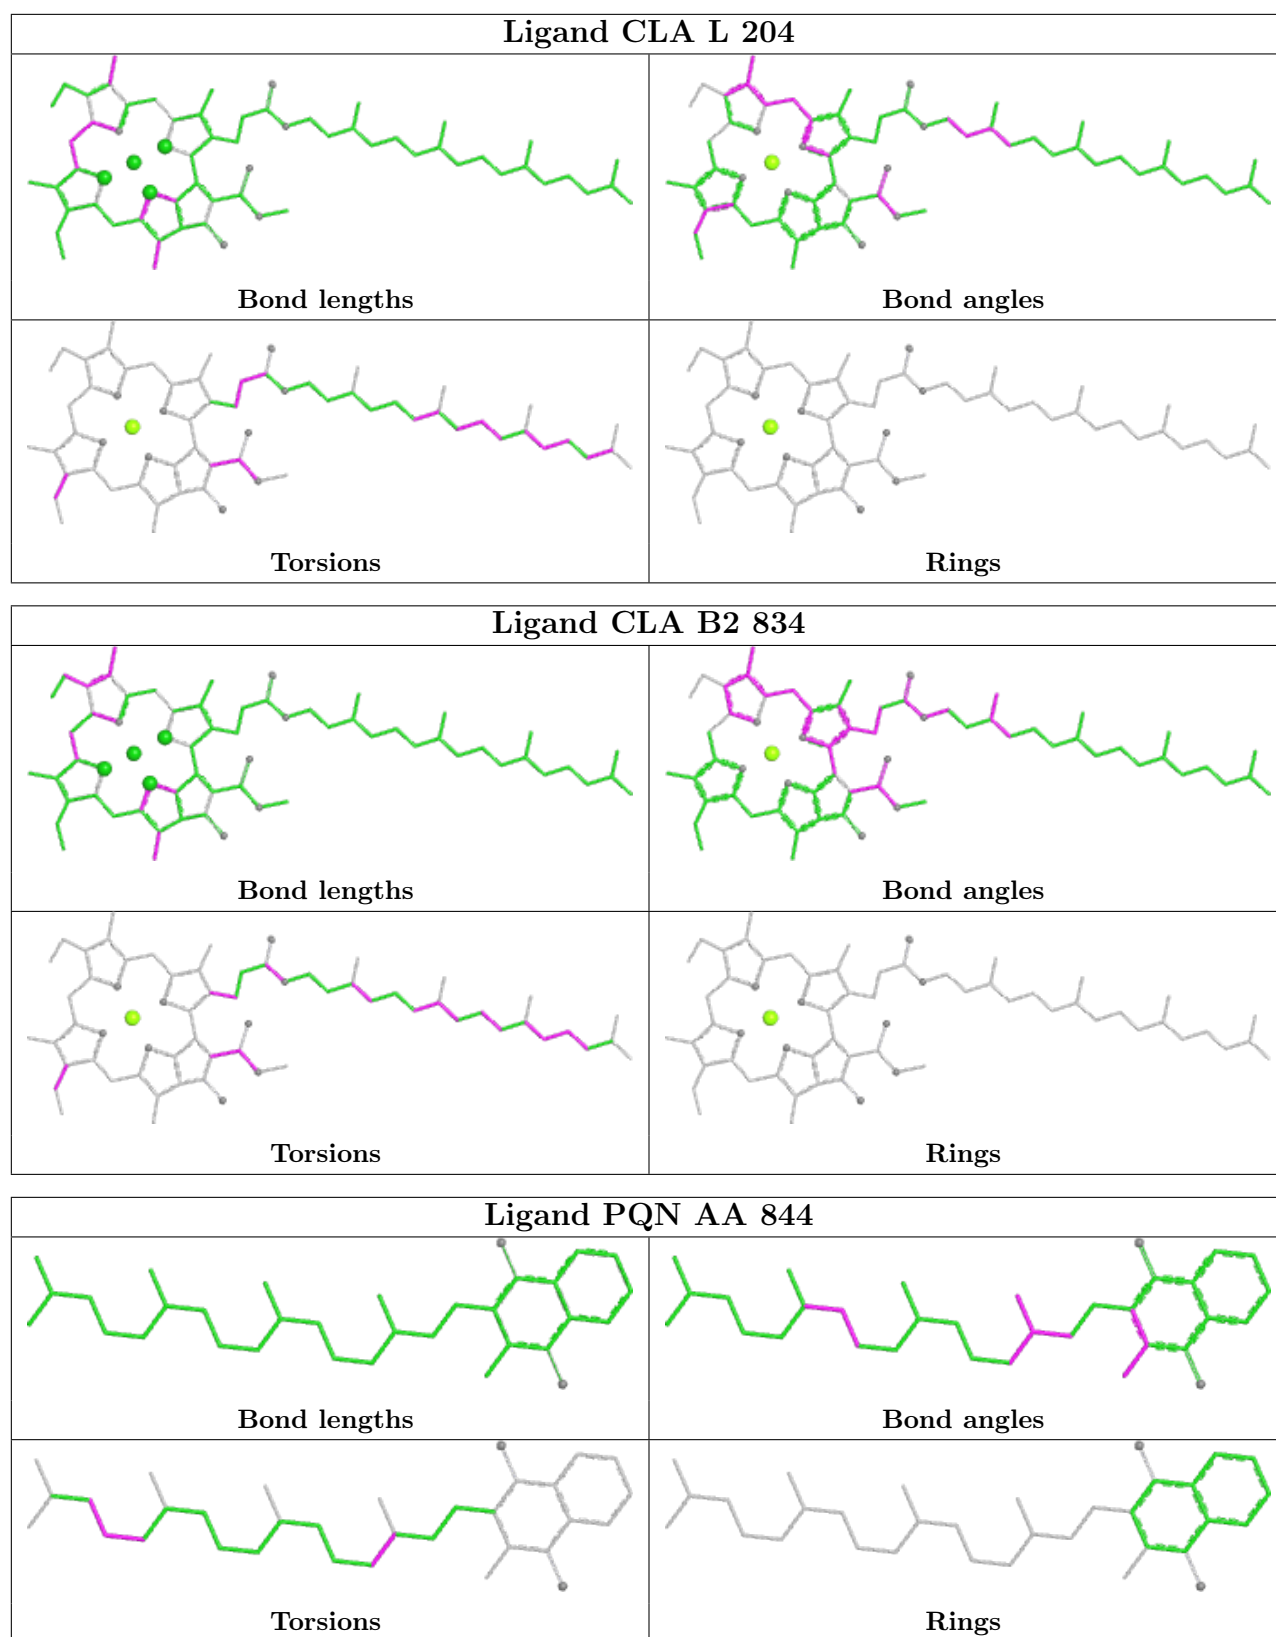 Ligand CLA L 204
Bond lengths
Bond angles
Torsions
Rings
Ligand CLA B2 834
Bond lengths
Bond angles
Torsions
Rings
Ligand PQN AA 844
Bond lengths
Bond angles
Torsions
Rings